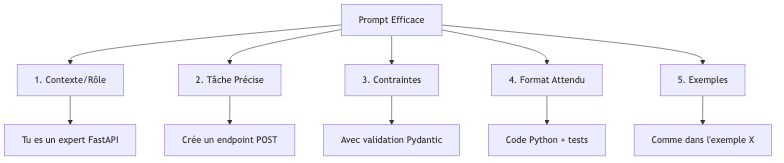 Prompt Efficace
1. Contexte/Rôle
2. Tâche Précise
3. Contraintes
4. Format Attendu
5. Exemples
Tu es un expert FastAPI
Crée un endpoint POST
Avec validation Pydantic
Code Python + tests
Comme dans l'exemple X